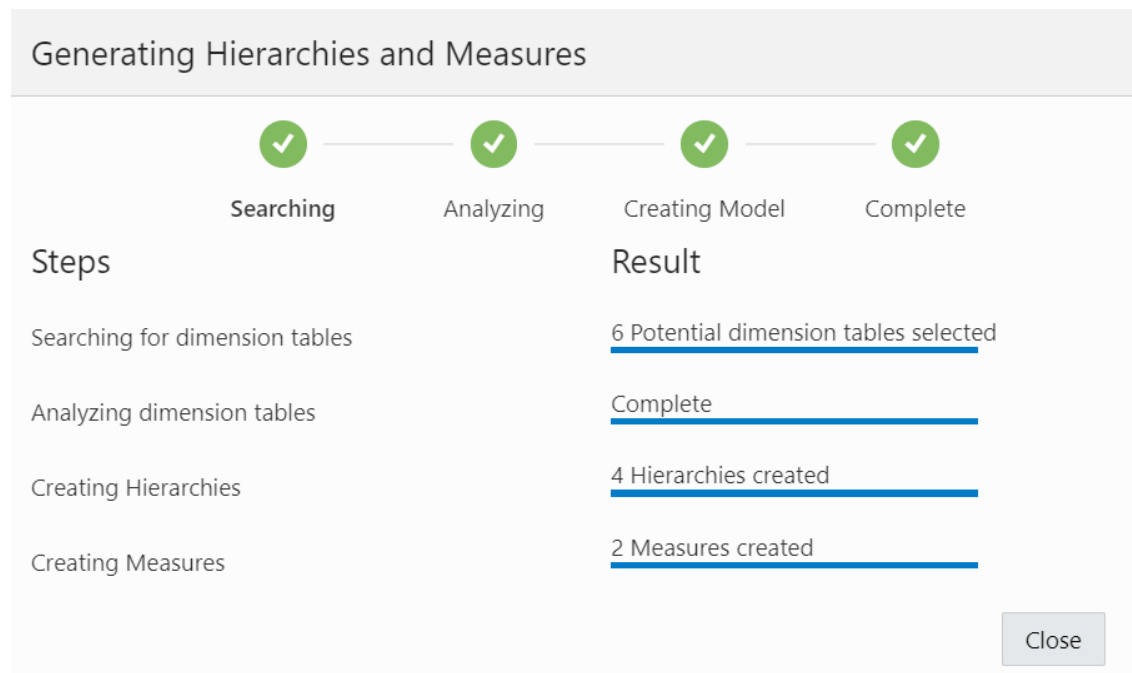 Generating Hierarchies and Measures
Searching
Analyzing
Creating Model
Complete
Steps
Result
Searching for dimension tables
6 Potential dimension tables selected
Analyzing dimension tables
Complete
Creating Hierarchies
4 Hierarchies created
Creating Measures
2 Measures created
Close